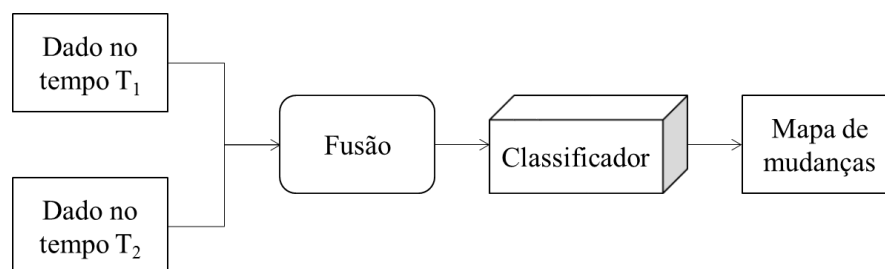 Dado no
tempo T₁
Dado no
tempo T₂
Fusão
Classificador
Mapa de
mudanças